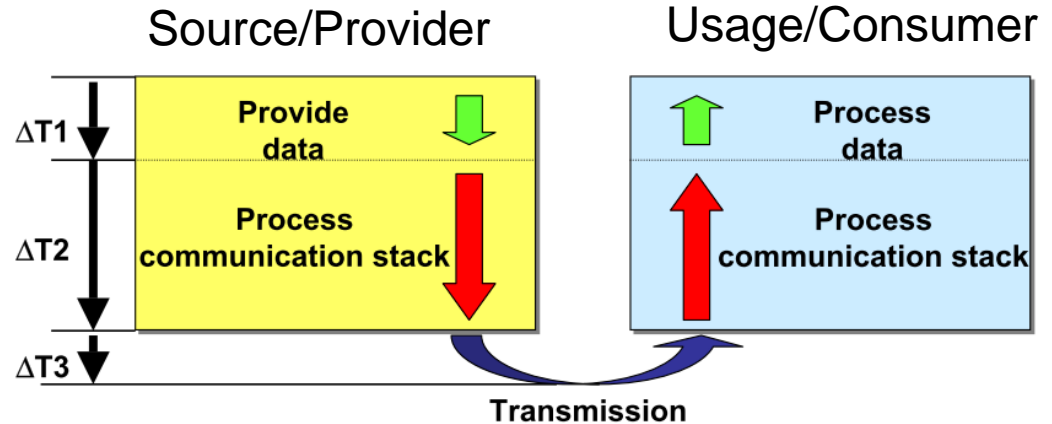 Source/Provider
Usage/Consumer
ΔT1
Provide
data
Process
data
ΔT2
Process
communication stack
Process
communication stack
ΔT3
Transmission